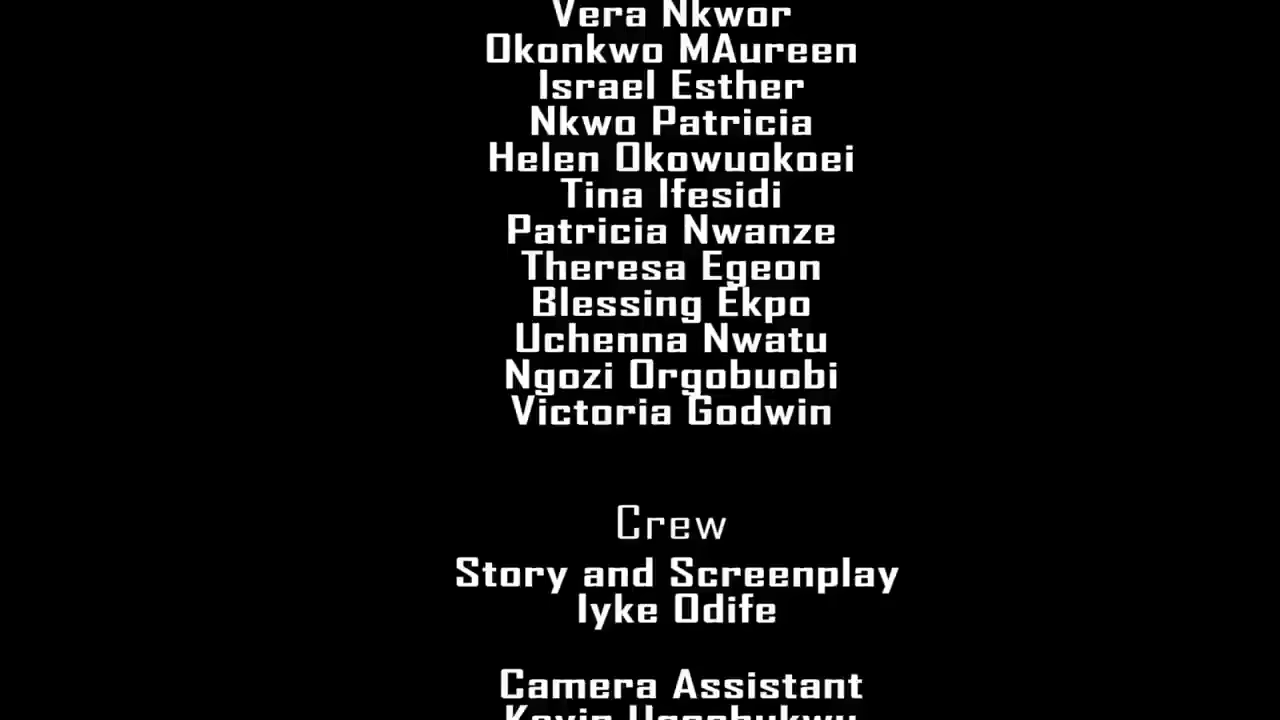 Vera Nkwor
Okonkwo MAureen
Israel Esther
Nkwo Patricia
Helen Okowuokoei
Tina Ifesidi
Patricia Nwanze
Theresa Egeon
Blessing Ekpo
Uchenna Nwatu
Ngozi Orgobuobi
Victoria Godwin
Crew
Story and Screenplay
Iyke Odife
Camera Assistant
Kevin